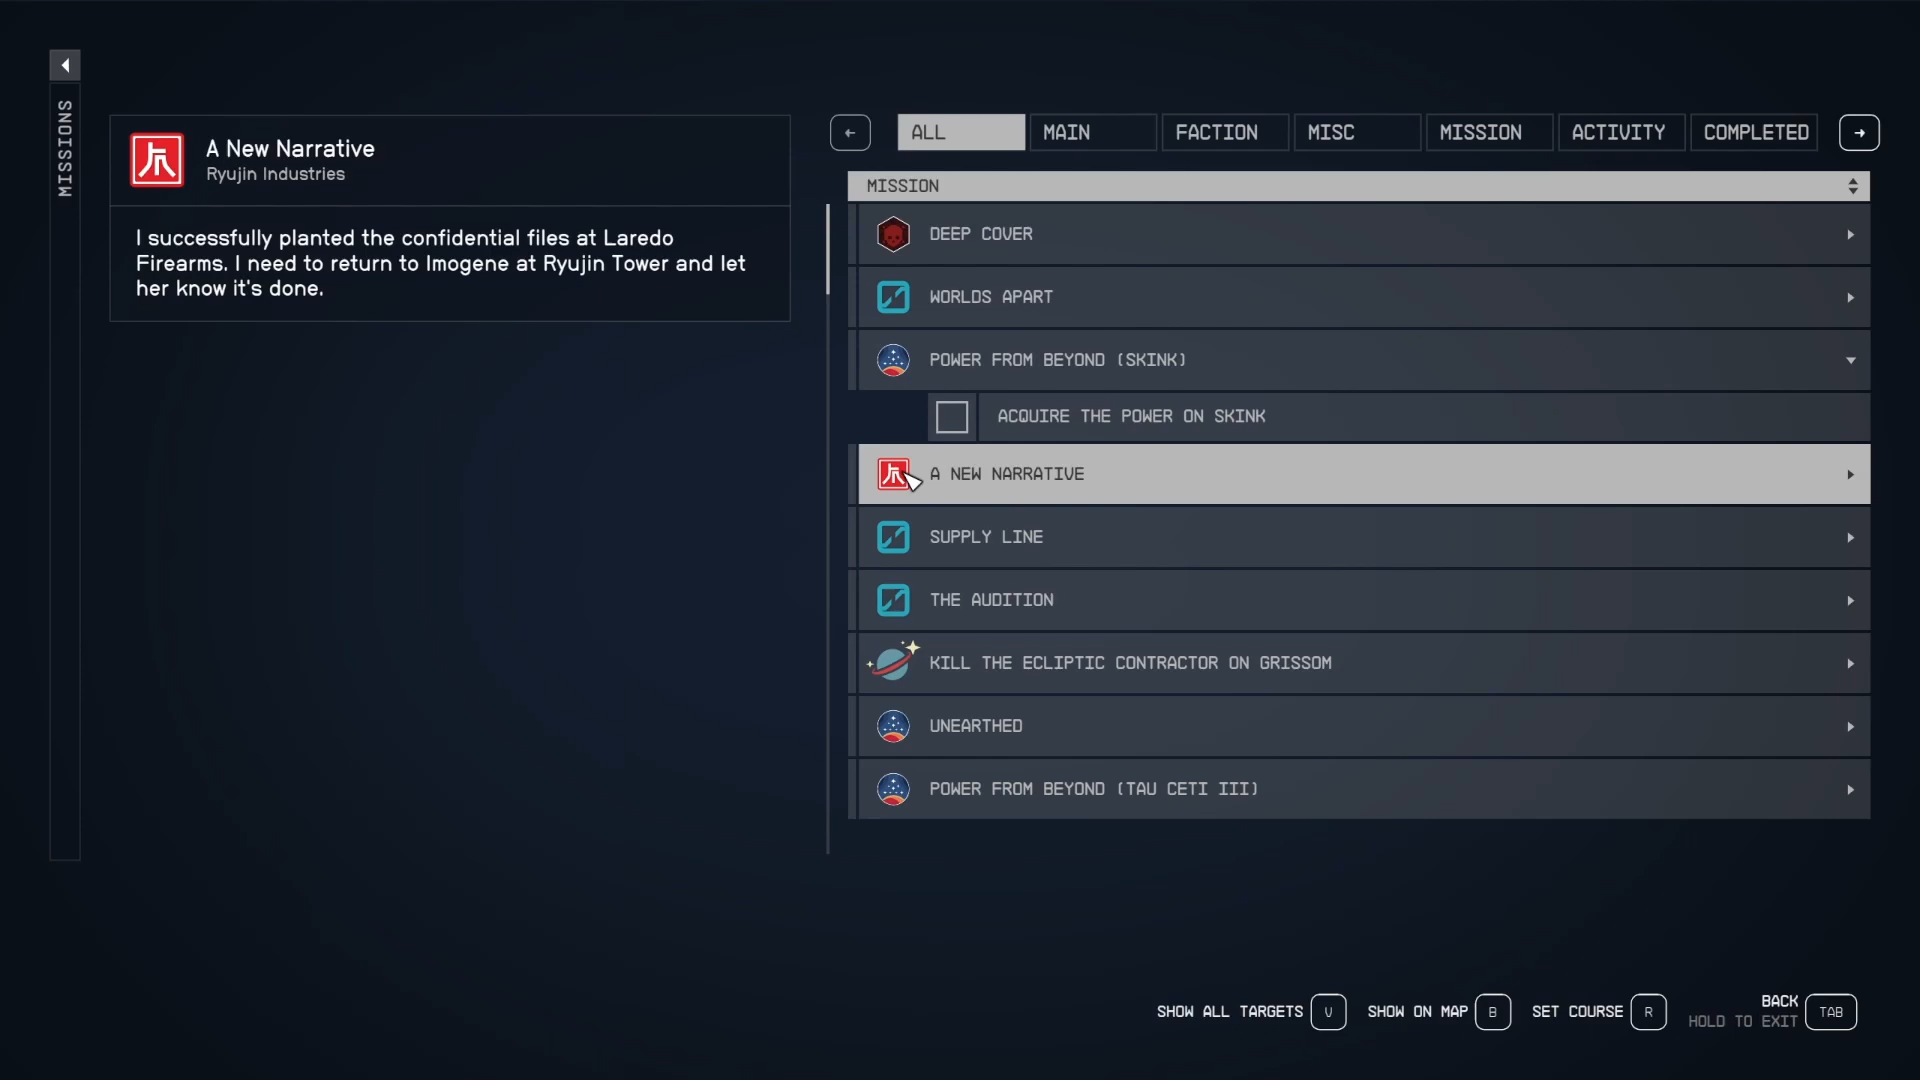 MISSIONS
A New Narrative
Ryujin Industries
I successfully planted the confidential files at Laredo
Firearms. I need to return to Imogene at Ryujin Tower and let
her know it's done.
ALL MAIN FACTION MISC MISSION ACTIVITY COMPLETED
MISSION
DEEP COVER
WORLDS APART
POWER FROM BEYOND (SKINK)
ACQUIRE THE POWER ON SKINK
A NEW NARRATIVE
SUPPLY LINE
THE AUDITION
KILL THE ECLIPTIC CONTRACTOR ON GRISSOM
UNEARTHED
POWER FROM BEYOND (TAU CETI III)
SHOW ALL TARGETS V SHOW ON MAP B SET COURSE R BACK TAB
HOLD TO EXIT